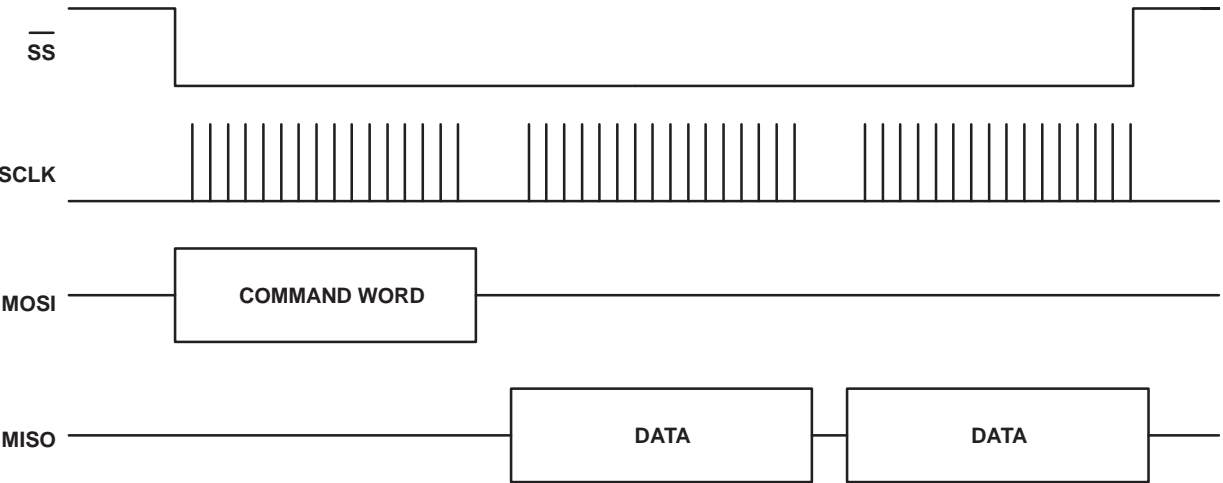 SS
SCLK
MOSI
COMMAND WORD
MISO
DATA
DATA